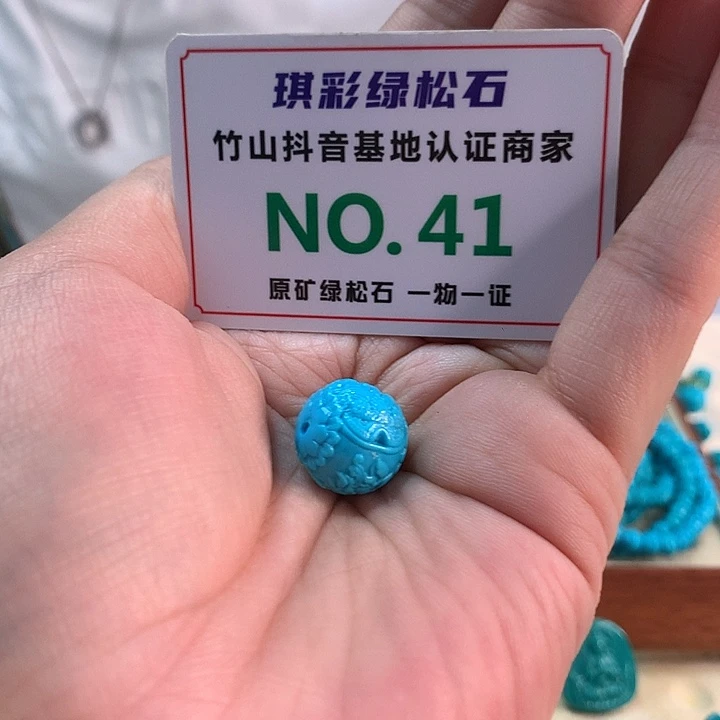 琪彩绿松石
竹山抖音基地认证商家
NO.41
原矿绿松石 一物一证